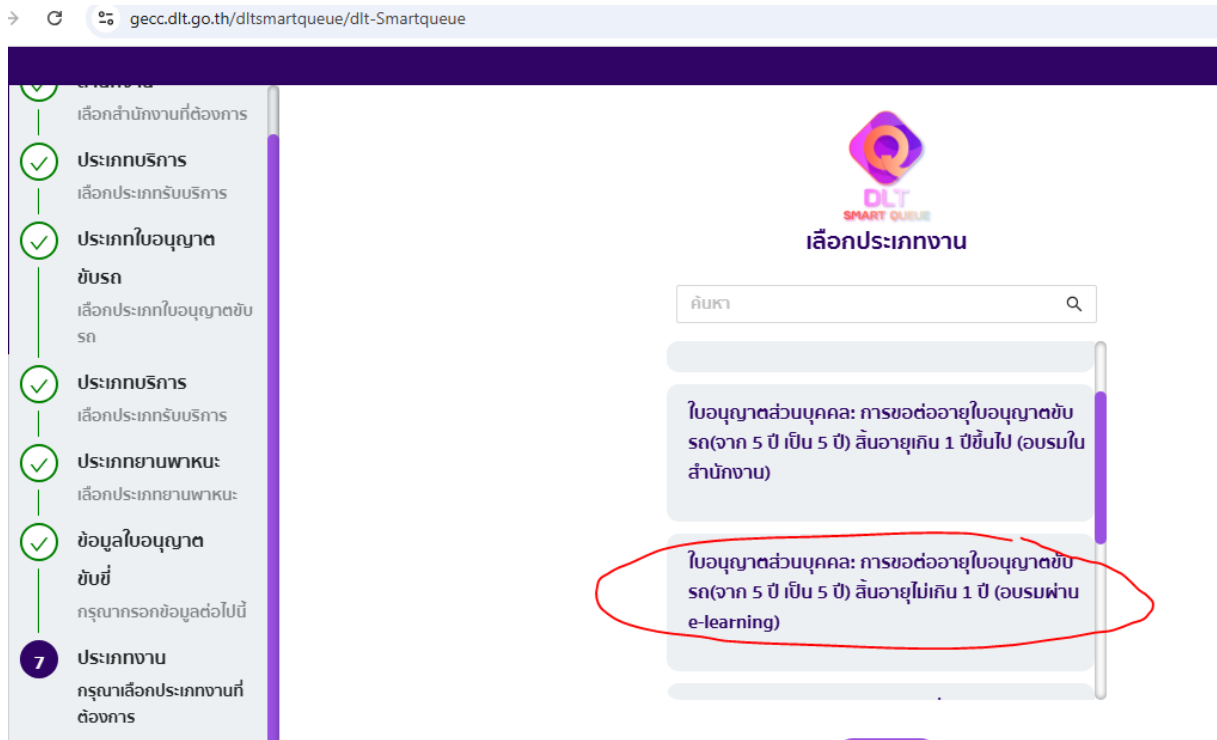 gecc.dlt.go.th/dltsmartqueue/dlt-Smartqueue
เลือกสำนักงานที่ต้องการ
ประเภทบริการ
เลือกประเภทรับบริการ
ประเภทใบอนุญาต
ขับรถ
เลือกประเภทใบอนุญาตขับ
รถ
ประเภทบริการ
เลือกประเภทรับบริการ
ประเภทยานพาหนะ
เลือกประเภทยานพาหนะ
ข้อมูลใบอนุญาต
ขับขี่
กรุณากรอกข้อมูลต่อไปนี้
7
ประเภทงาน
กรุณาเลือกประเภทงานที่
ต้องการ
Q
DLT
SMART QUEUE
เลือกประเภทงาน
ค้นหา
ใบอนุญาตส่วนบุคคล: การขอต่ออายุใบอนุญาตขับ
รถ(จาก 5 ปี เป็น 5 ปี) สิ้นอายุเกิน 1 ปีขึ้นไป (อบรมใน
สำนักงาน)
ใบอนุญาตส่วนบุคคล: การขอต่ออายุใบอนุญาตขับ
รถ(จาก 5 ปี เป็น 5 ปี) สิ้นอายุไม่เกิน 1 ปี (อบรมผ่าน
e-learning)